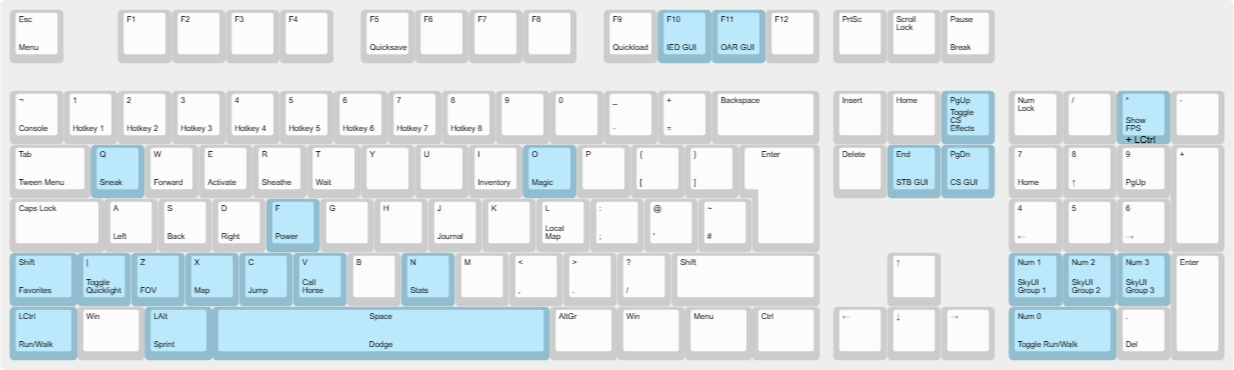 Esc
Menu
F1
F2
F3
F4
F5
Quicksave
F6
F7
F8
F9
Quickload
F10
IED GUI
F11
OAR GUI
F12
PrtSc
Scroll
Lock
Pause
Break
¬
Console
1
Hotkey 1
2
Hotkey 2
3
Hotkey 3
4
Hotkey 4
5
Hotkey 5
6
Hotkey 6
7
Hotkey 7
8
Hotkey 8
9
0
_
-
+
=
Backspace
Insert
Home
PgUp
Toggle
CS
Effects
Num
Lock
/
*
Show
FPS
+ LCtrl
-
Tab
Tween Menu
Q
Sneak
W
Forward
E
Activate
R
Sheathe
T
Wait
Y
U
I
Inventory
O
Magic
P
{
[
}
]
Enter
Delete
End
STB GUI
PgDn
CS GUI
7
Home
8
↑
9
PgUp
+
Caps Lock
A
Left
S
Back
D
Right
F
Power
G
H
J
Journal
K
L
Local
Map
:
;
@
'
~
#
4
←
5
6
→
Shift
Favorites
|
Toggle
Quicklight
Z
FOV
X
Map
C
Jump
V
Call
Horse
B
N
Stats
M
<
,
>
.
?
/
Shift
↑
Num 1
SkyUI
Group 1
Num 2
SkyUI
Group 2
Num 3
SkyUI
Group 3
Enter
LCtrl
Run/Walk
Win
LAlt
Sprint
Space
Dodge
AltGr
Win
Menu
Ctrl
←
↓
→
Num 0
Toggle Run/Walk
.
Del